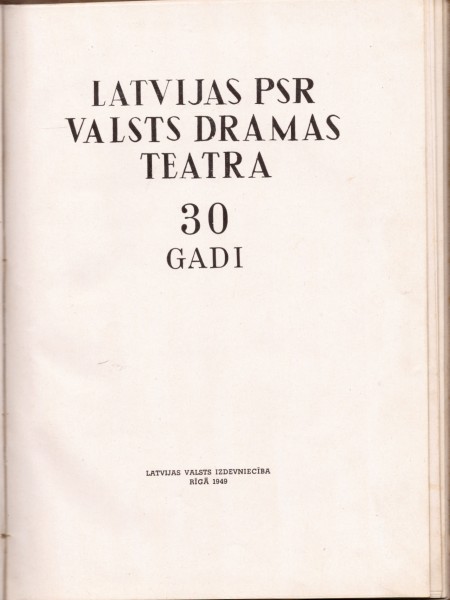 LATVIJAS PSR
VALSTS DRAMAS
TEATRA
30
GADI
LATVIJAS VALSTS IZDEVNIECĪBA
RĪGĀ 1949